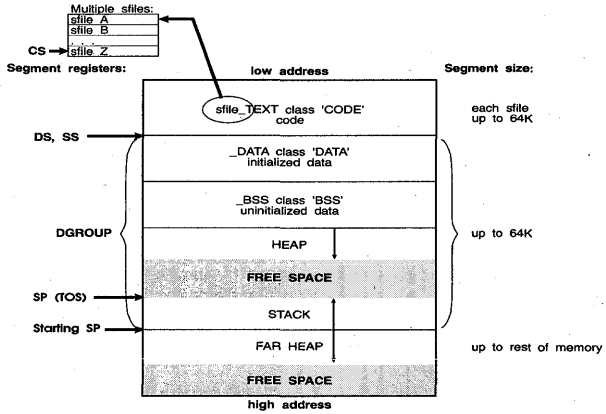 Multiple sfiles:
sfile A
sfile B
. . .
CS
sfile Z
Segment registers:
low address
Segment size:
sfile_TEXT class 'CODE'
code
each sfile
up to 64K
DS, SS
_DATA class 'DATA'
initialized data
_BSS class 'BSS'
uninitialized data
DGROUP
up to 64K
HEAP
FREE SPACE
SP (TOS)
STACK
Starting SP
FAR HEAP
up to rest of memory
FREE SPACE
high address